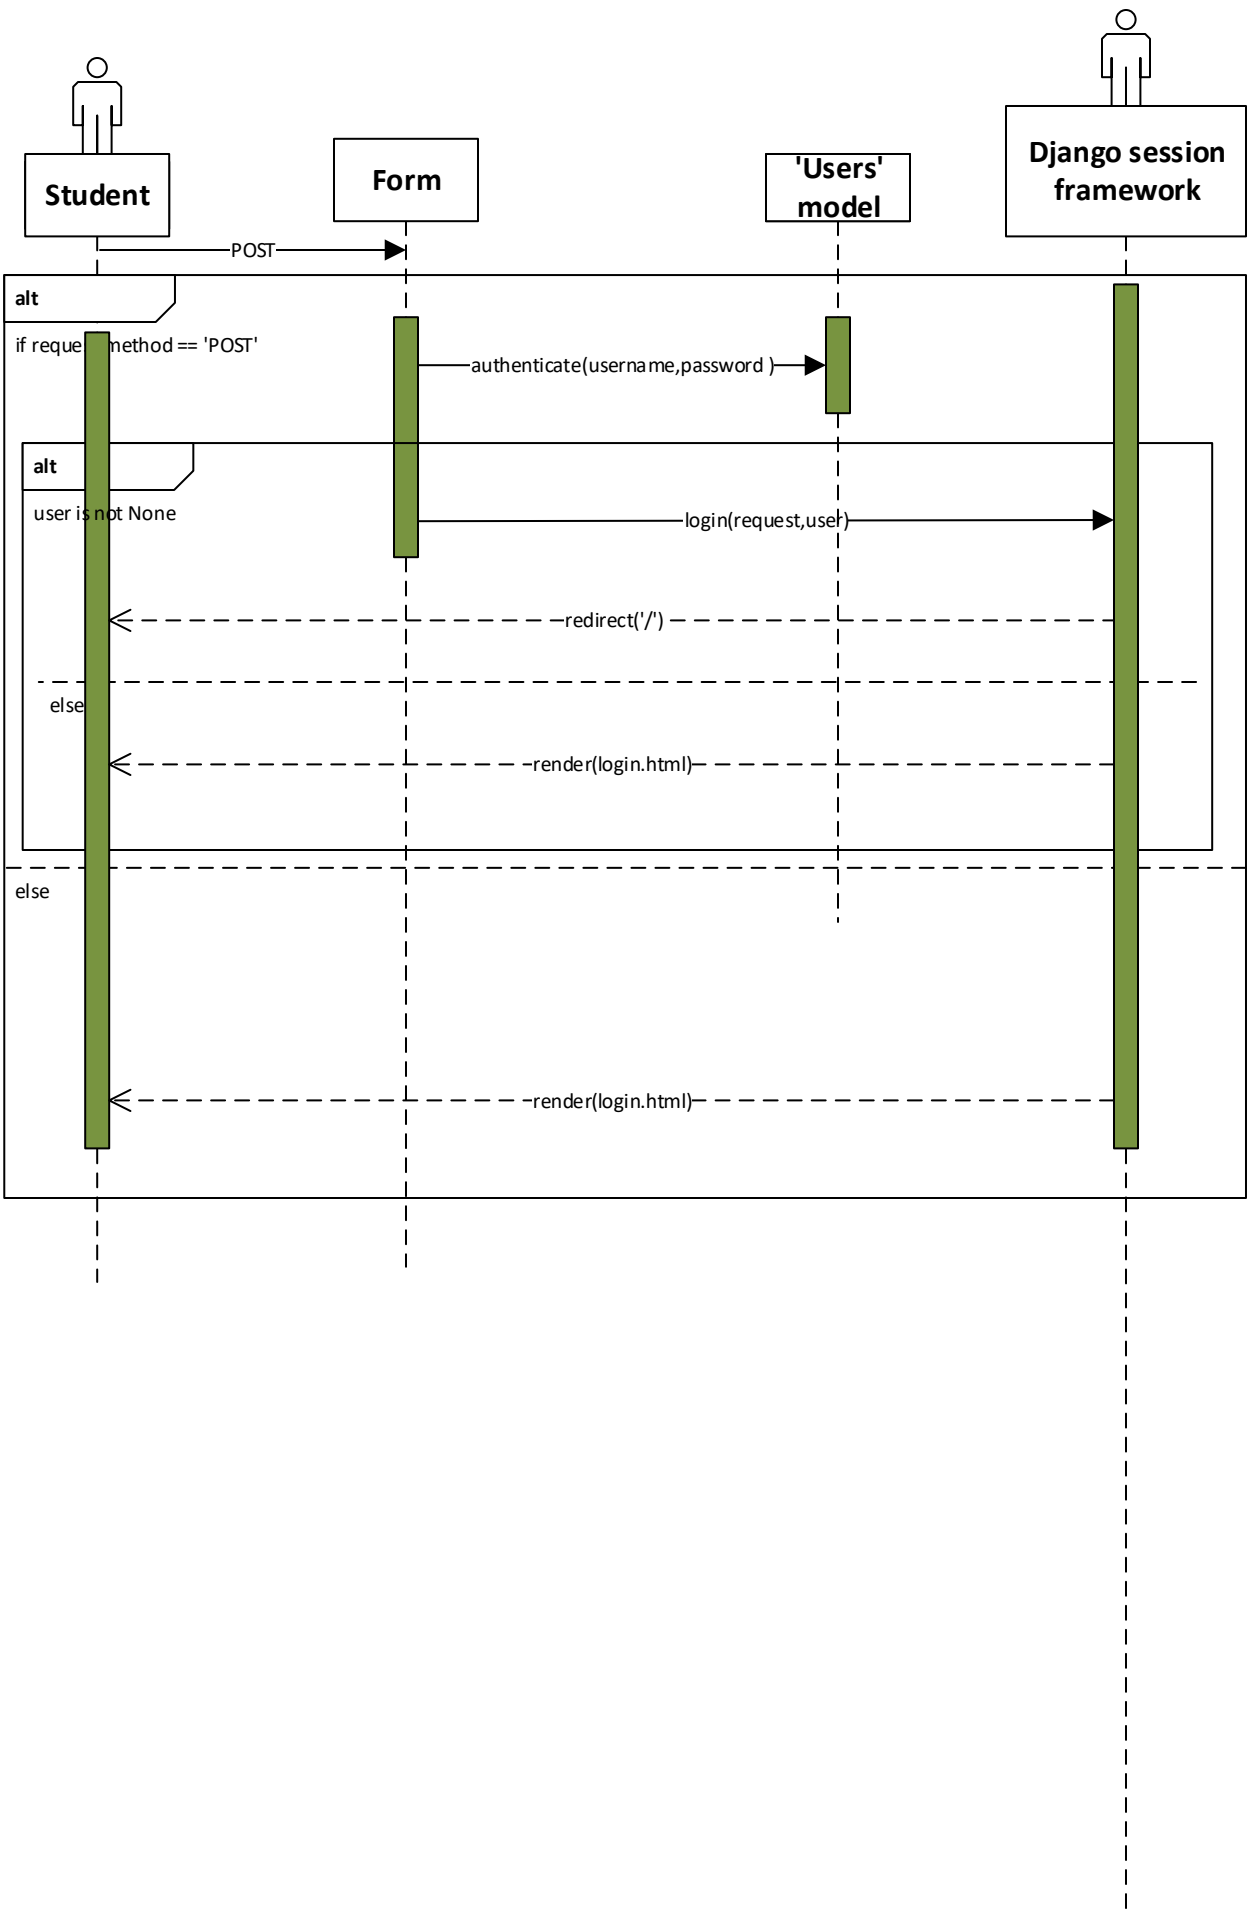 Student
Form
'Users'
model
Django session
framework
POST
alt
if reque method == 'POST'
authenticate(username,password )
alt
user is not None
login(request,user)
redirect('/')
else
render(login.html)
else
render(login.html)